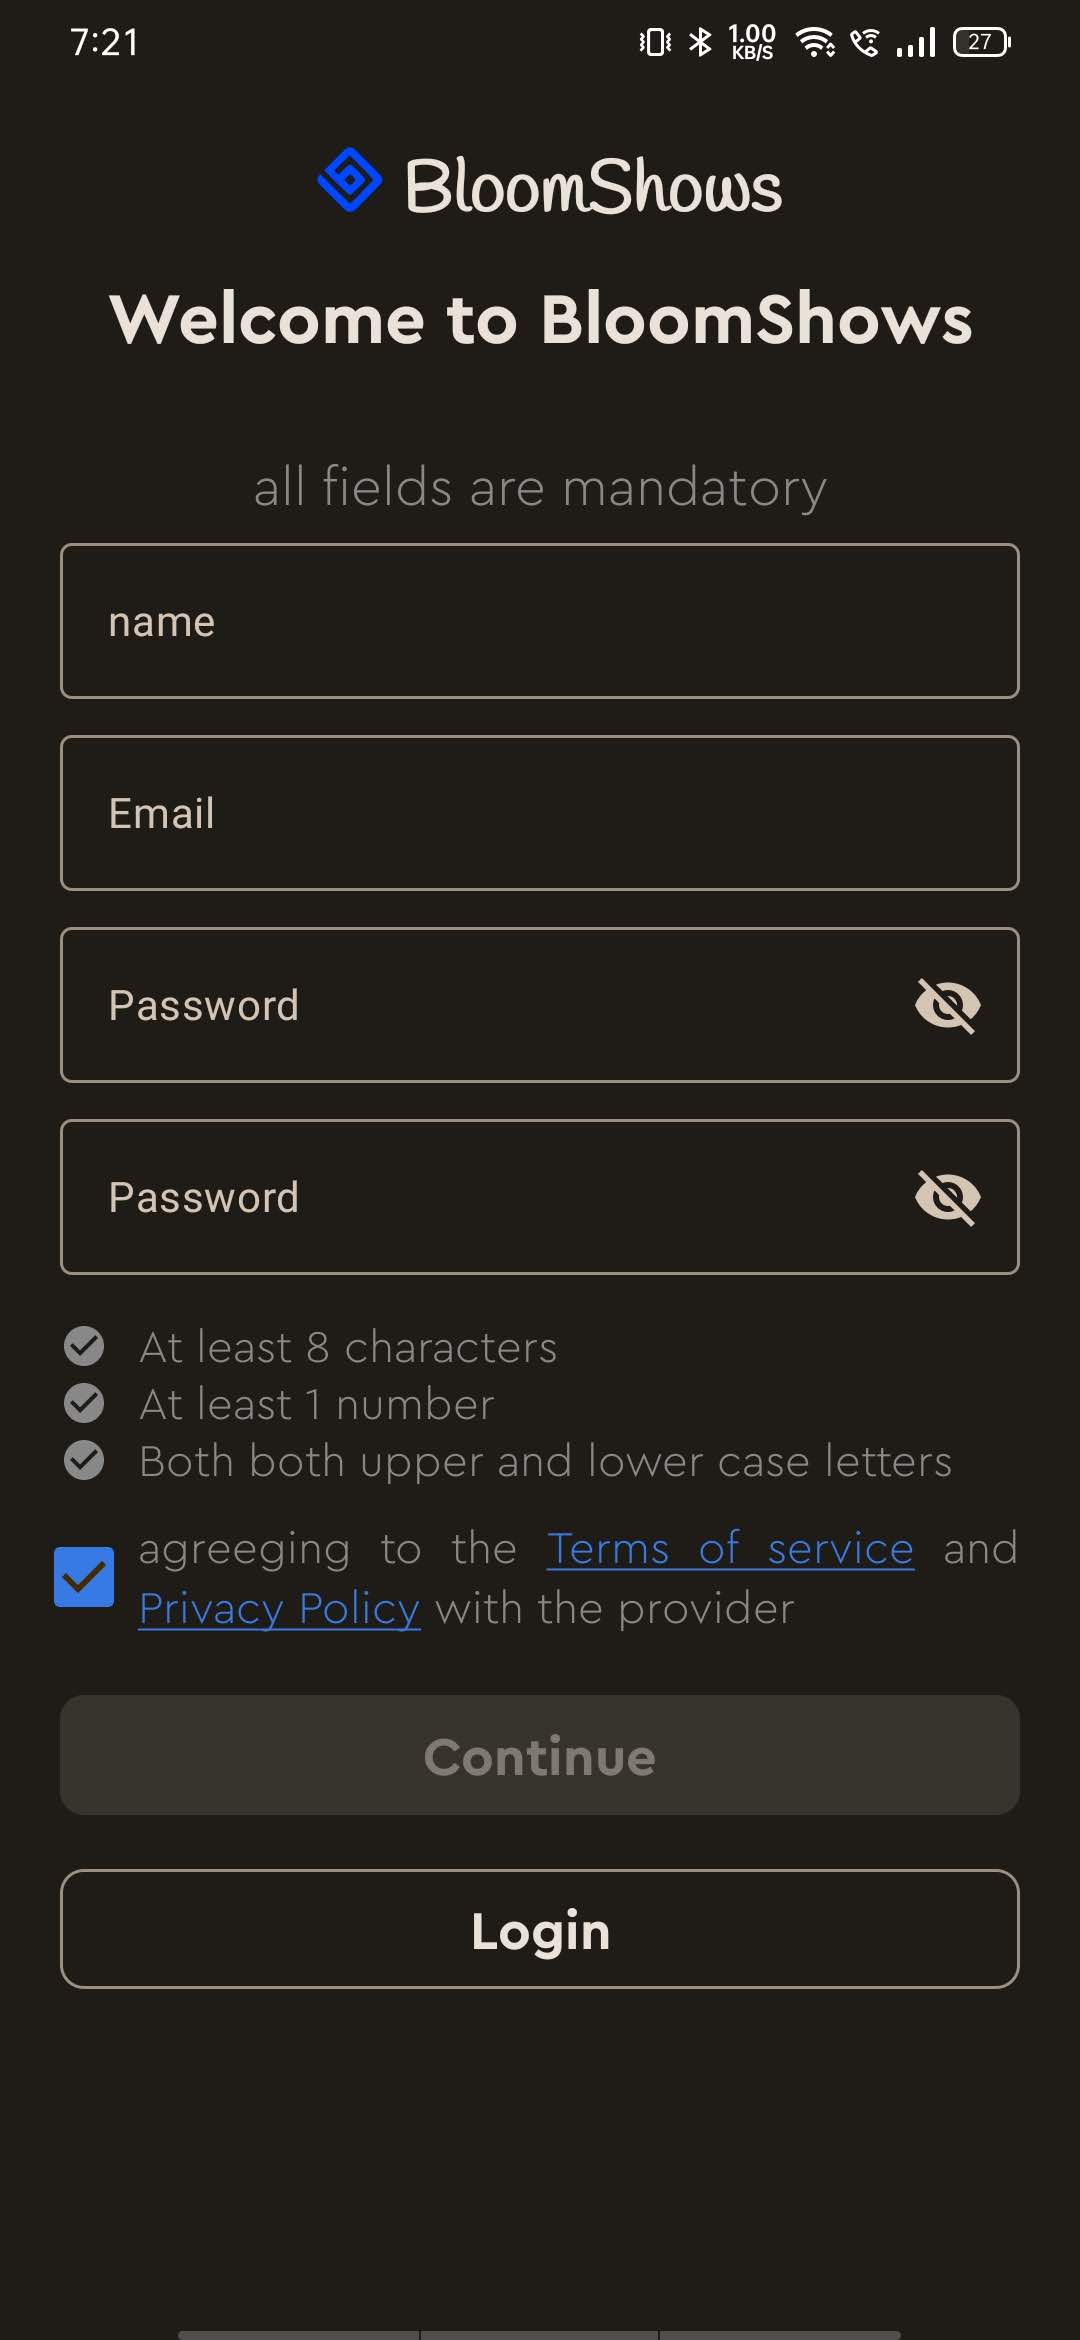 7:21 1.00 KB/S 27
BloomShows
Welcome to BloomShows
all fields are mandatory
name
Email
Password
Password
At least 8 characters
At least 1 number
Both both upper and lower case letters
agreeging to the Terms of service and
Privacy Policy with the provider
Continue
Login